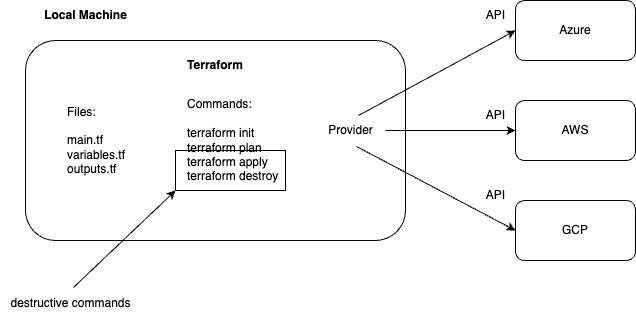 Local Machine
Terraform
Files:
main.tf
variables.tf
outputs.tf
Commands:
terraform init
terraform plan
terraform apply
terraform destroy
Provider
API
Azure
API
AWS
API
GCP
destructive commands